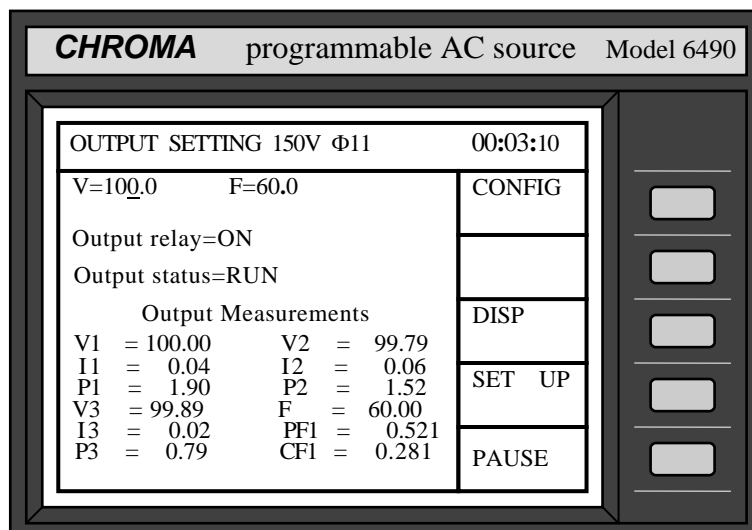 CHROMA programmable AC source Model 6490
OUTPUT SETTING 150V Φ11 00:03:10
V=100.0 F=60.0
CONFIG
Output relay=ON
Output status=RUN
Output Measurements
DISP
V1 = 100.00 V2 = 99.79
I1 = 0.04 I2 = 0.06
P1 = 1.90 P2 = 1.52
SET UP
V3 = 99.89 F = 60.00
I3 = 0.02 PF1 = 0.521
P3 = 0.79 CF1 = 0.281
PAUSE